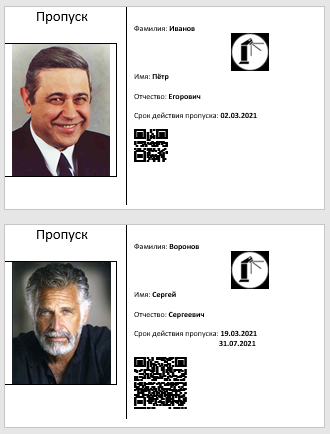 Пропуск
Фамилия: Иванов
Имя: Пётр
Отчество: Егорович
Срок действия пропуска: 02.03.2021
Пропуск
Фамилия: Воронов
Имя: Сергей
Отчество: Сергеевич
Срок действия пропуска: 19.03.2021
31.07.2021